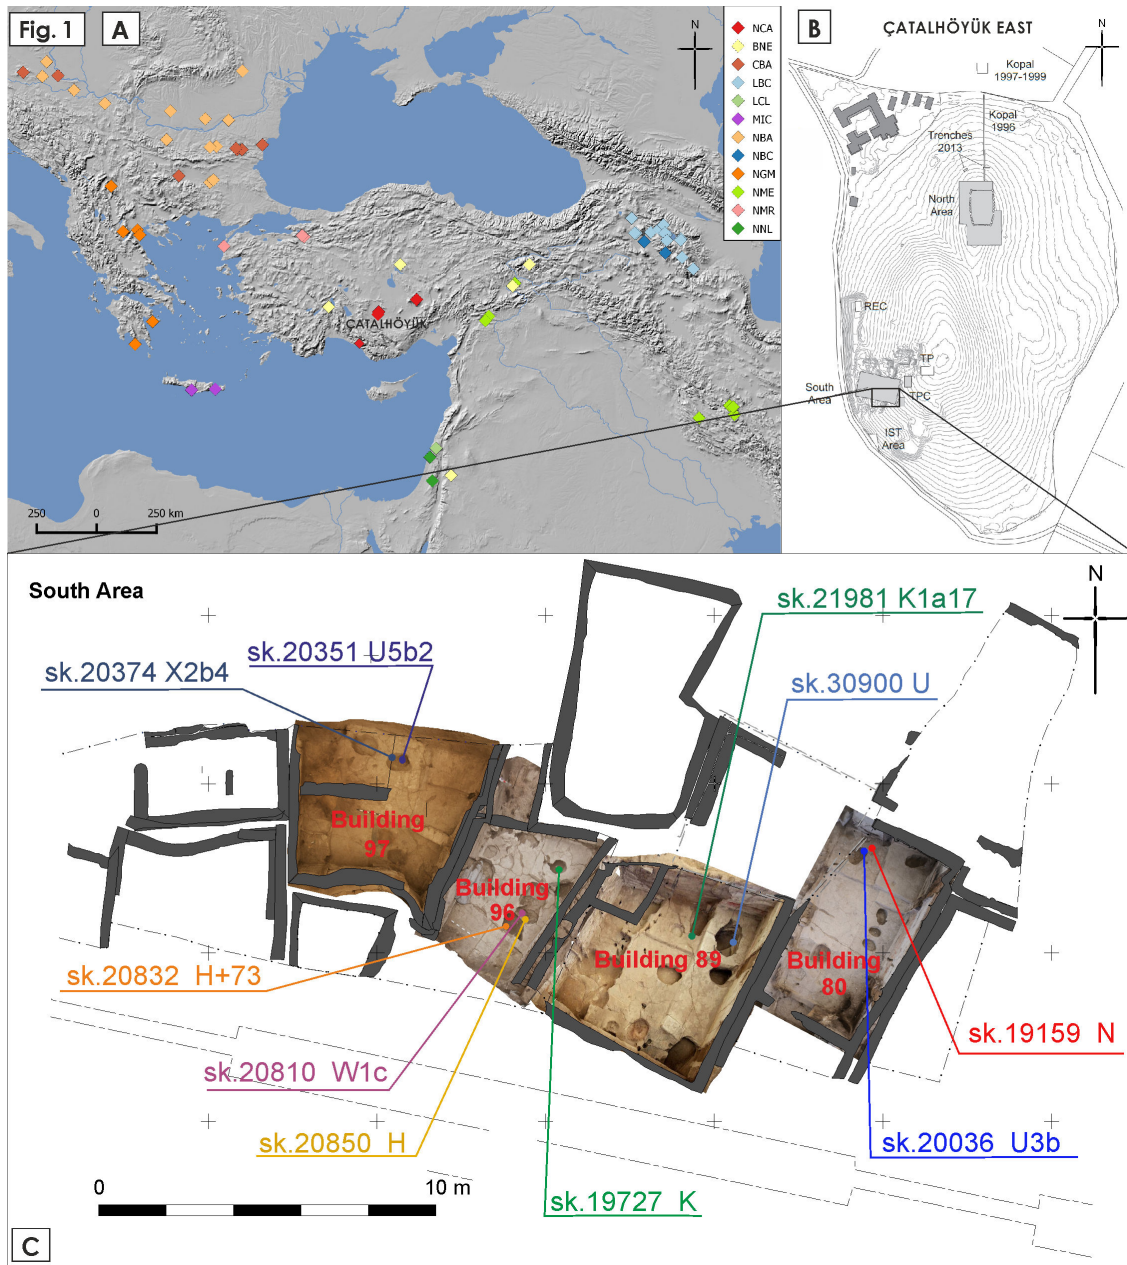 Fig. 1
A
N
NCA
BNE
CBA
LBC
LCL
MIC
NBA
NBC
NGM
NME
NMR
NNL
ÇATALHÖYÜK
250 0 250 km
B
ÇATALHÖYÜK EAST
N
Kopal
1997-1999
Kopal
1996
Trenches
2013
North
Area
REC
TP
South
Area
TPC
IST
Area
South Area
N
sk.21981 K1a17
sk.20351 U5b2
sk.20374 X2b4
sk.30900 U
Building
97
Building
96
Building 89
Building
80
sk.20832 H+73
sk.19159 N
sk.20810 W1c
sk.20850 H
sk.20036 U3b
sk.19727 K
0 10 m
C